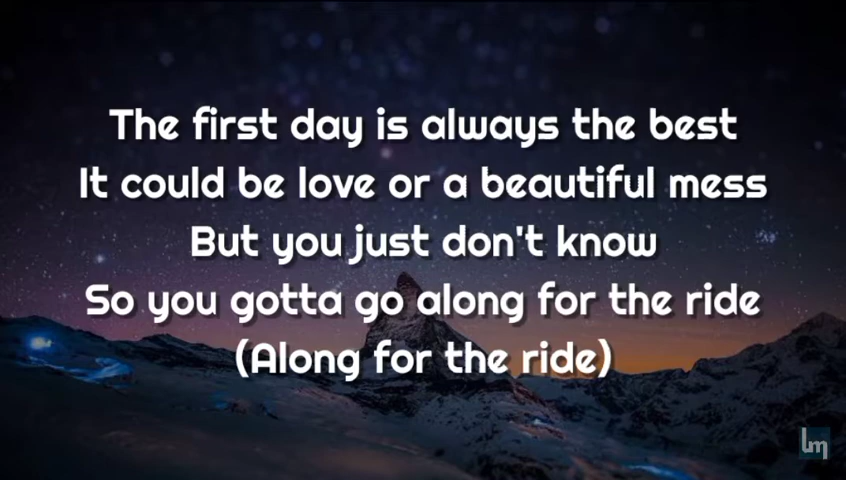 The first day is always the best
It could be love or a beautiful mess
But you just don't know
So you gotta go along for the ride
(Along for the ride)
lm